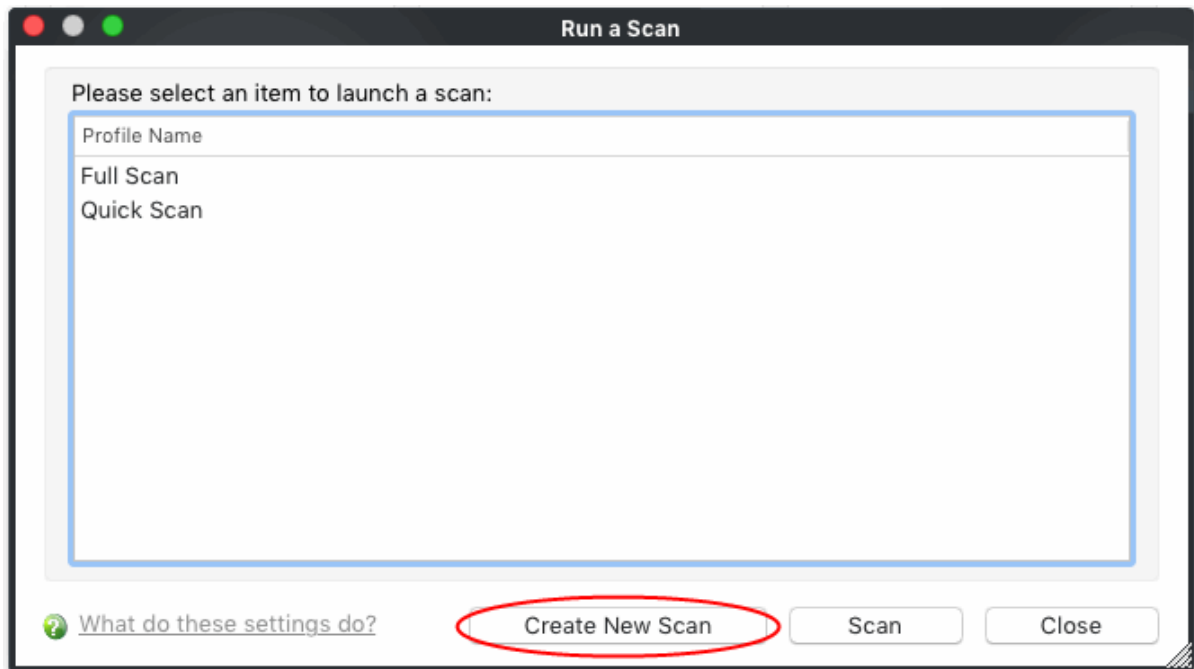 Run a Scan
Please select an item to launch a scan:
Profile Name
Full Scan
Quick Scan
What do these settings do?
Create New Scan
Scan
Close